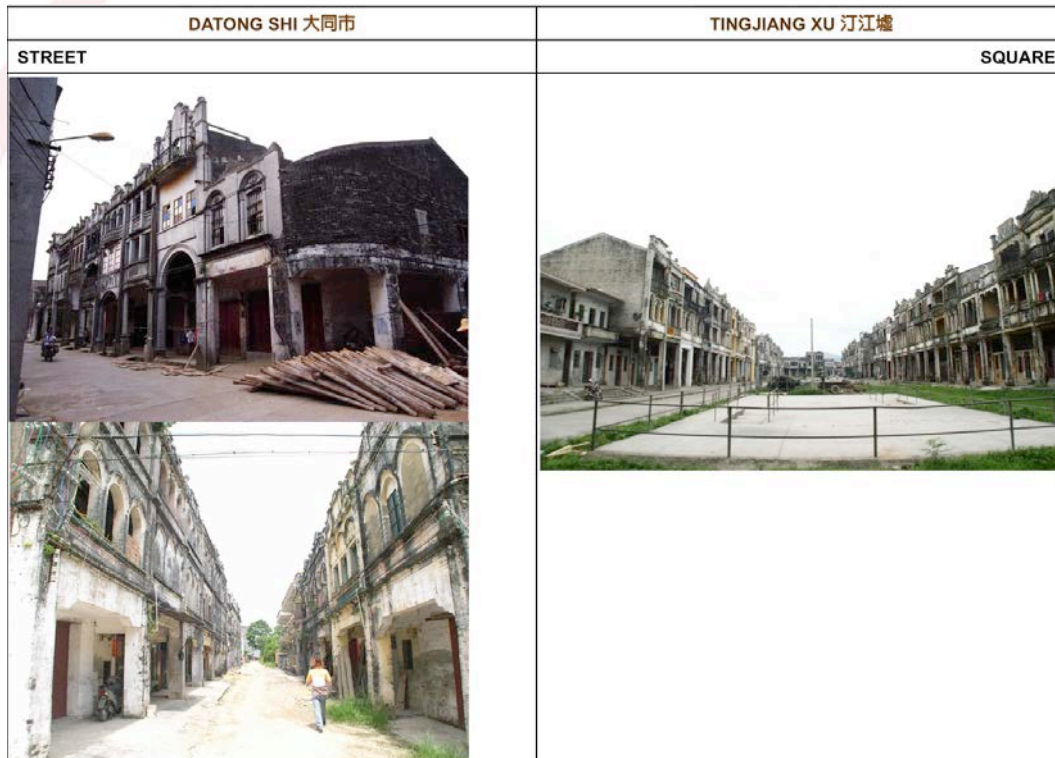 DATONG SHI 大同市
TINGJIANG XU 汀江墟
STREET
SQUARE